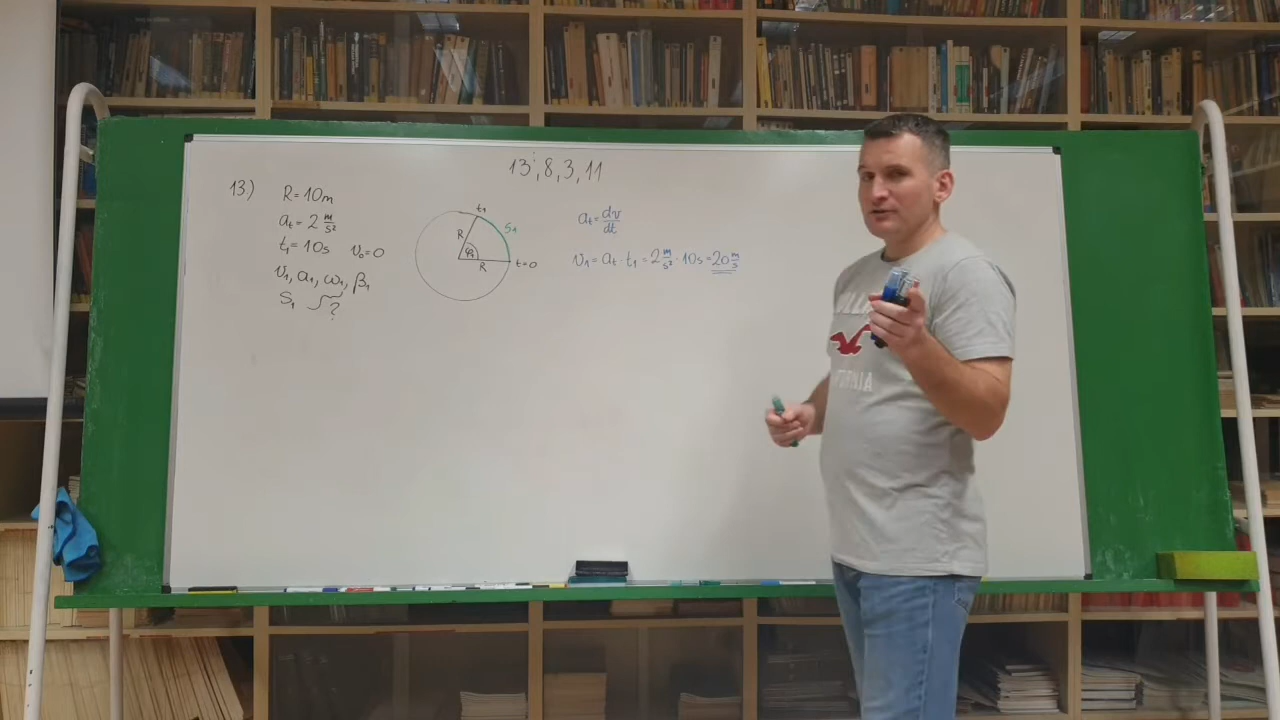 13, 8, 3, 11
13)
R = 10m
aₜ = 2 m/s²
t₁ = 10s v₀=0
v₁, a₁, ω₁, β₁
S₁ ?
t₁
R
S₁
φ₁
R
t=0
aₜ = dv/dt
v₁ = aₜ · t₁ = 2 m/s² · 10s = 20 m/s